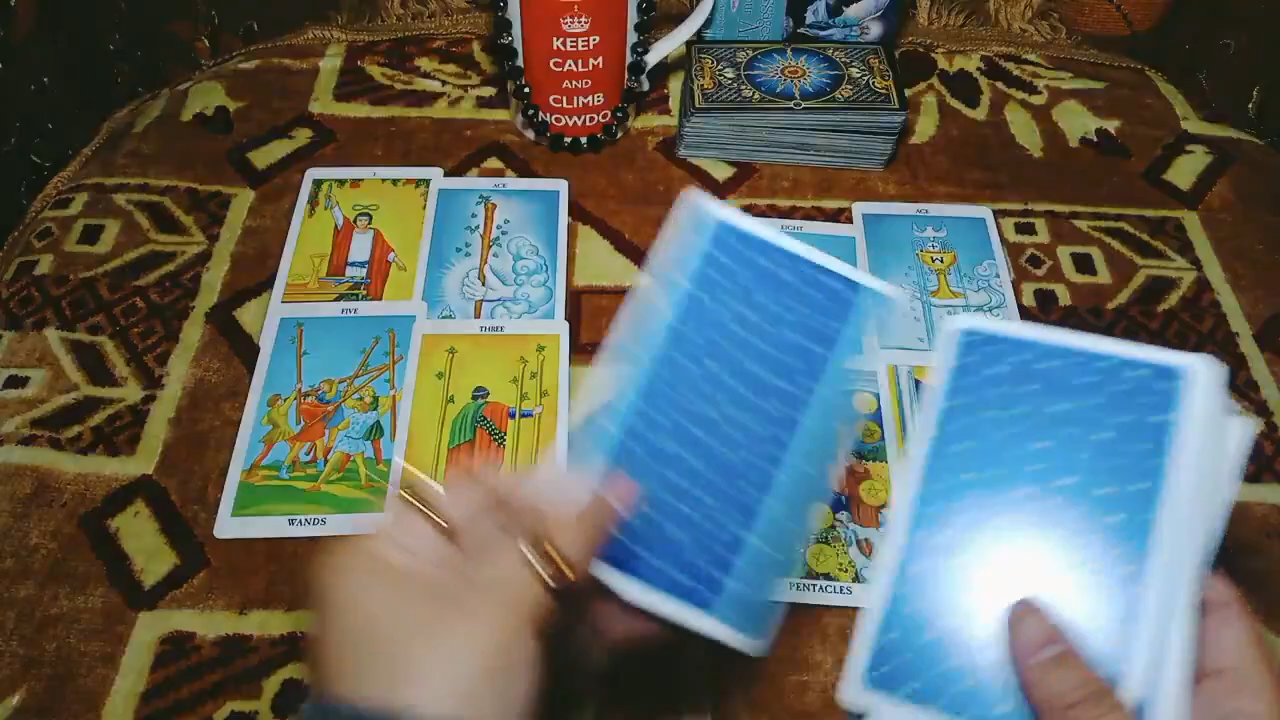 KEEP
CALM
AND
CLIMB
NOWDO
I
ACE
EIGHT
ACE
FIVE
THREE
WANDS
PENTACLES